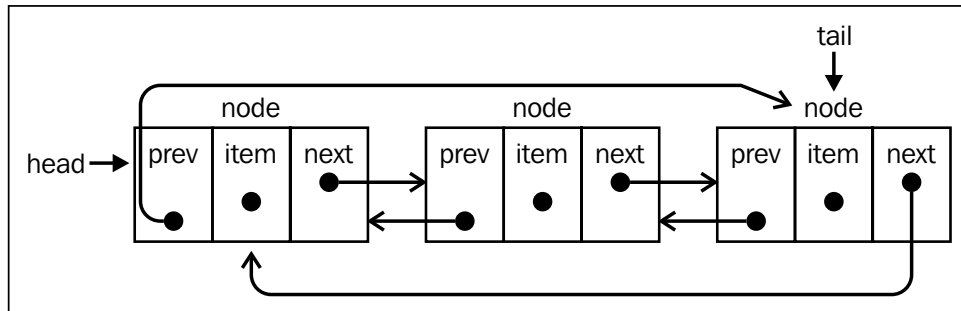 tail
node node node
head prev item next prev item next prev item next